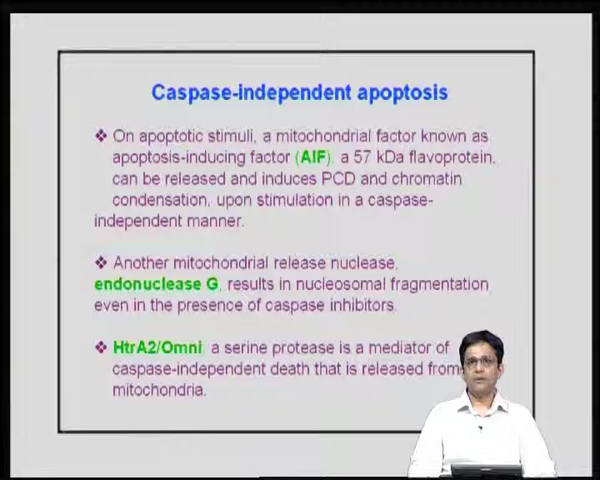 Caspase-independent apoptosis
❖ On apoptotic stimuli, a mitochondrial factor known as
apoptosis-inducing factor (AIF), a 57 kDa flavoprotein,
can be released and induces PCD and chromatin
condensation, upon stimulation in a caspase-
independent manner.
❖ Another mitochondrial release nuclease,
endonuclease G, results in nucleosomal fragmentation
even in the presence of caspase inhibitors.
❖ HtrA2/Omni, a serine protease is a mediator of
caspase-independent death that is released from
mitochondria.